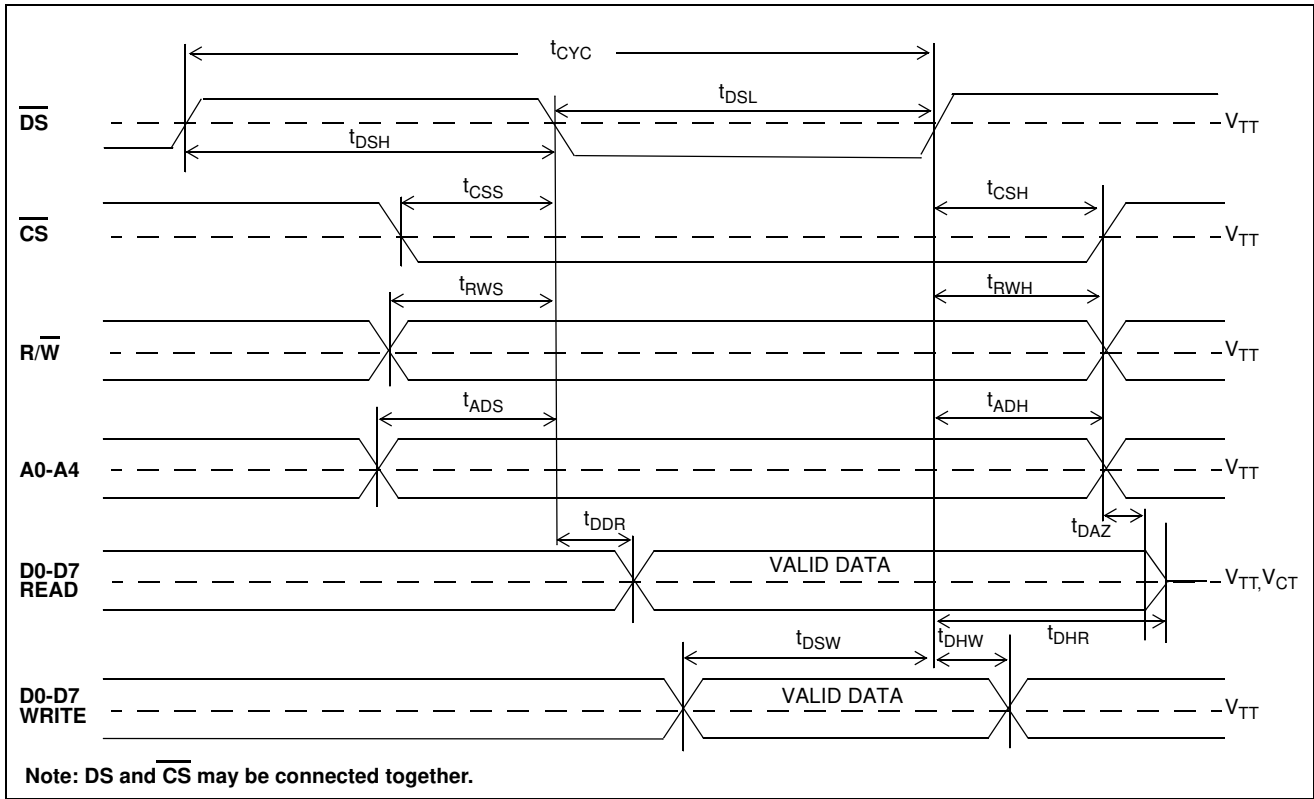 tCYC
DS
tDSL
VTT
tDSH
tCSS
tCSH
CS
VTT
tRWS
tRWH
R/W
VTT
tADS
tADH
A0-A4
VTT
tDDR
tDAZ
D0-D7
READ
VALID DATA
VTT,VCT
tDSW
tDHW
tDHR
D0-D7
WRITE
VALID DATA
VTT
Note: DS and CS may be connected together.